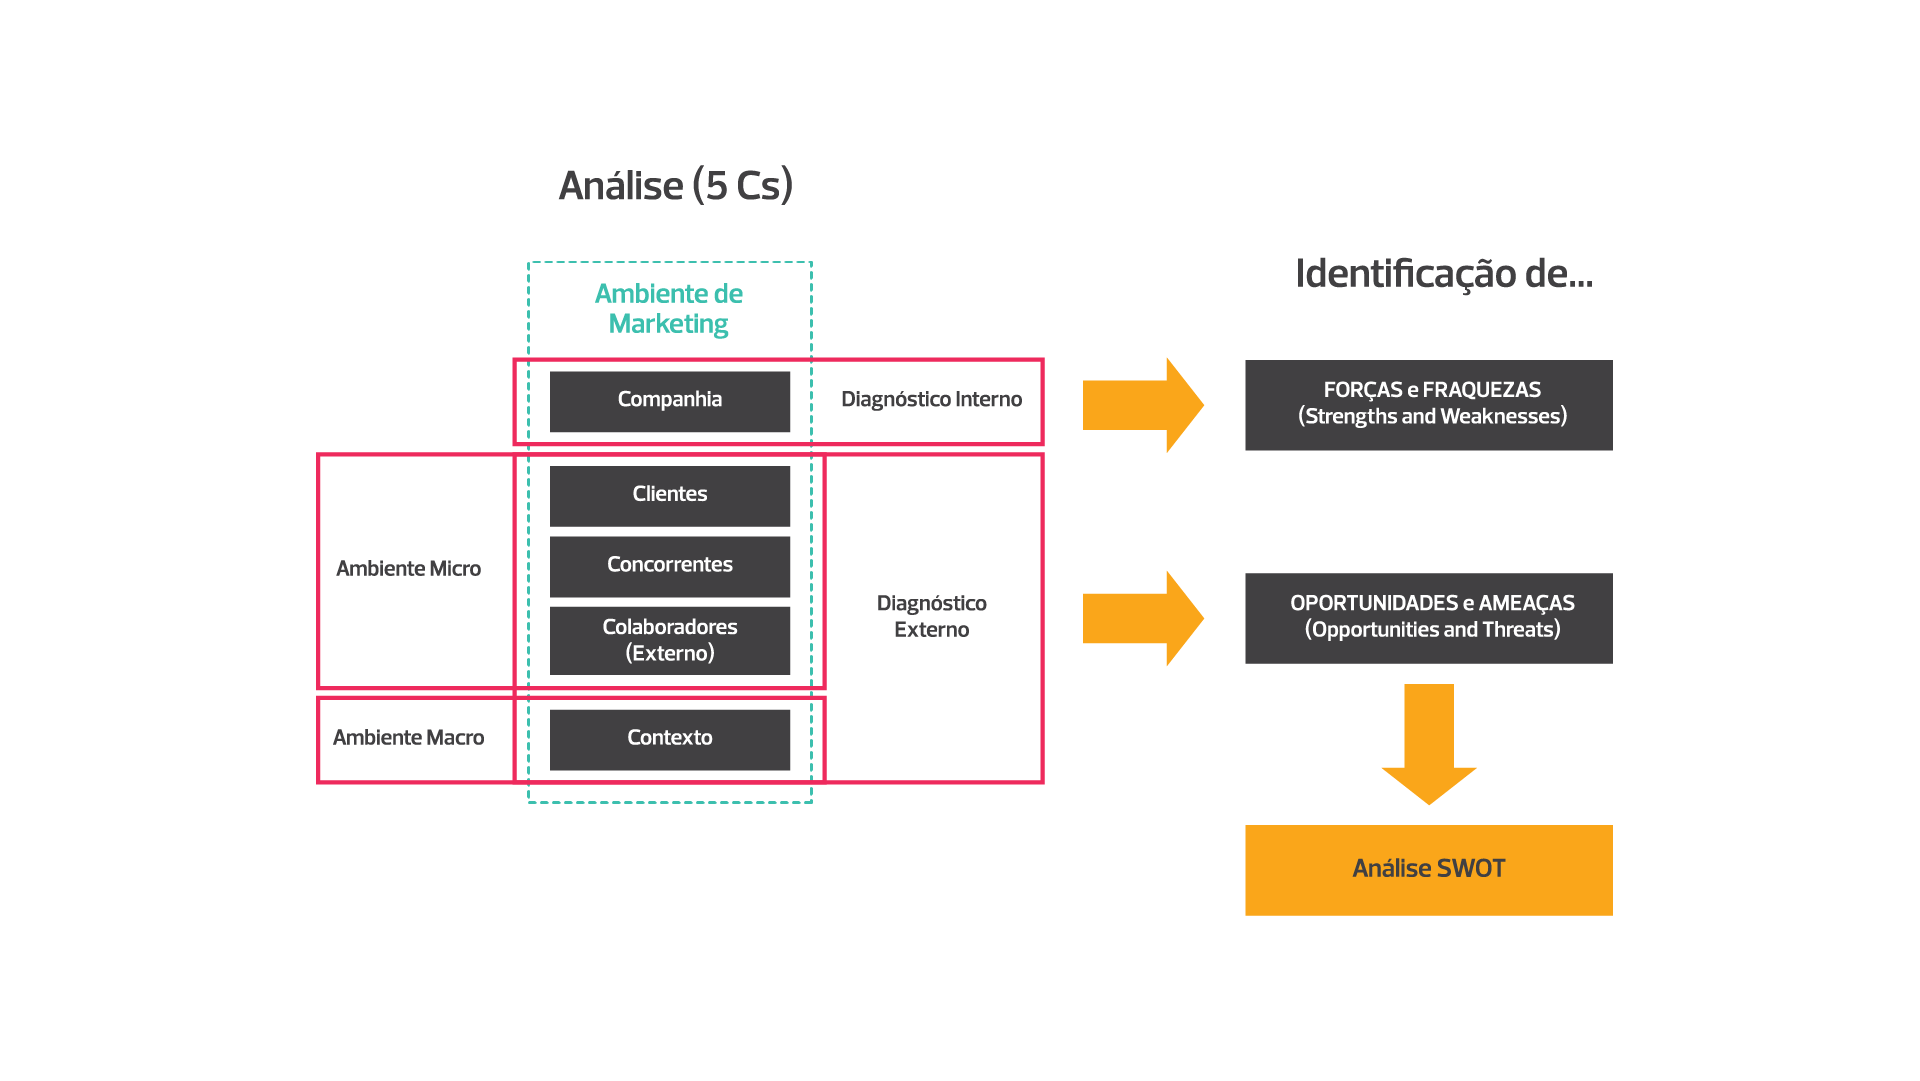 Análise (5 Cs)
Ambiente de
Marketing
Companhia
Diagnóstico Interno
Ambiente Micro
Clientes
Concorrentes
Colaboradores
(Externo)
Diagnóstico
Externo
Ambiente Macro
Contexto
Identificação de...
FORÇAS e FRAQUEZAS
(Strengths and Weaknesses)
OPORTUNIDADES e AMEAÇAS
(Opportunities and Threats)
Análise SWOT